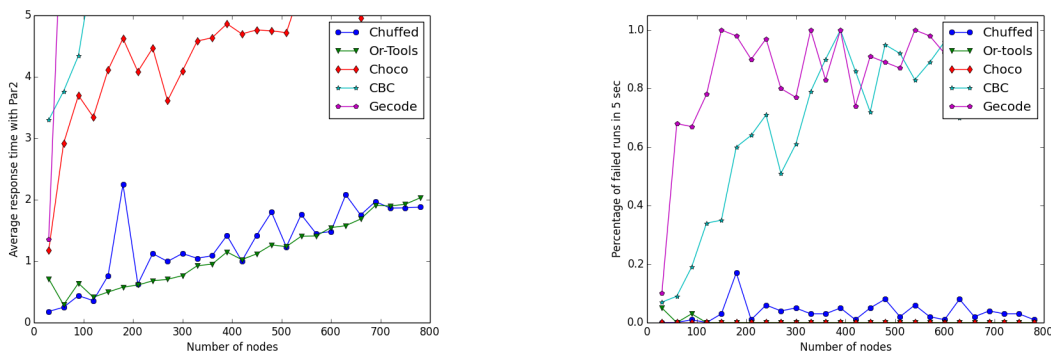 Average response time with Par2
5
4
3
2
1
0
0 100 200 300 400 500 600 700 800
Number of nodes
Chuffed
Or-Tools
Choco
CBC
Gecode
Percentage of failed runs in 5 sec
1.0
0.8
0.6
0.4
0.2
0.0
0 100 200 300 400 500 600 700 800
Number of nodes
Chuffed
Or-tools
Choco
CBC
Gecode